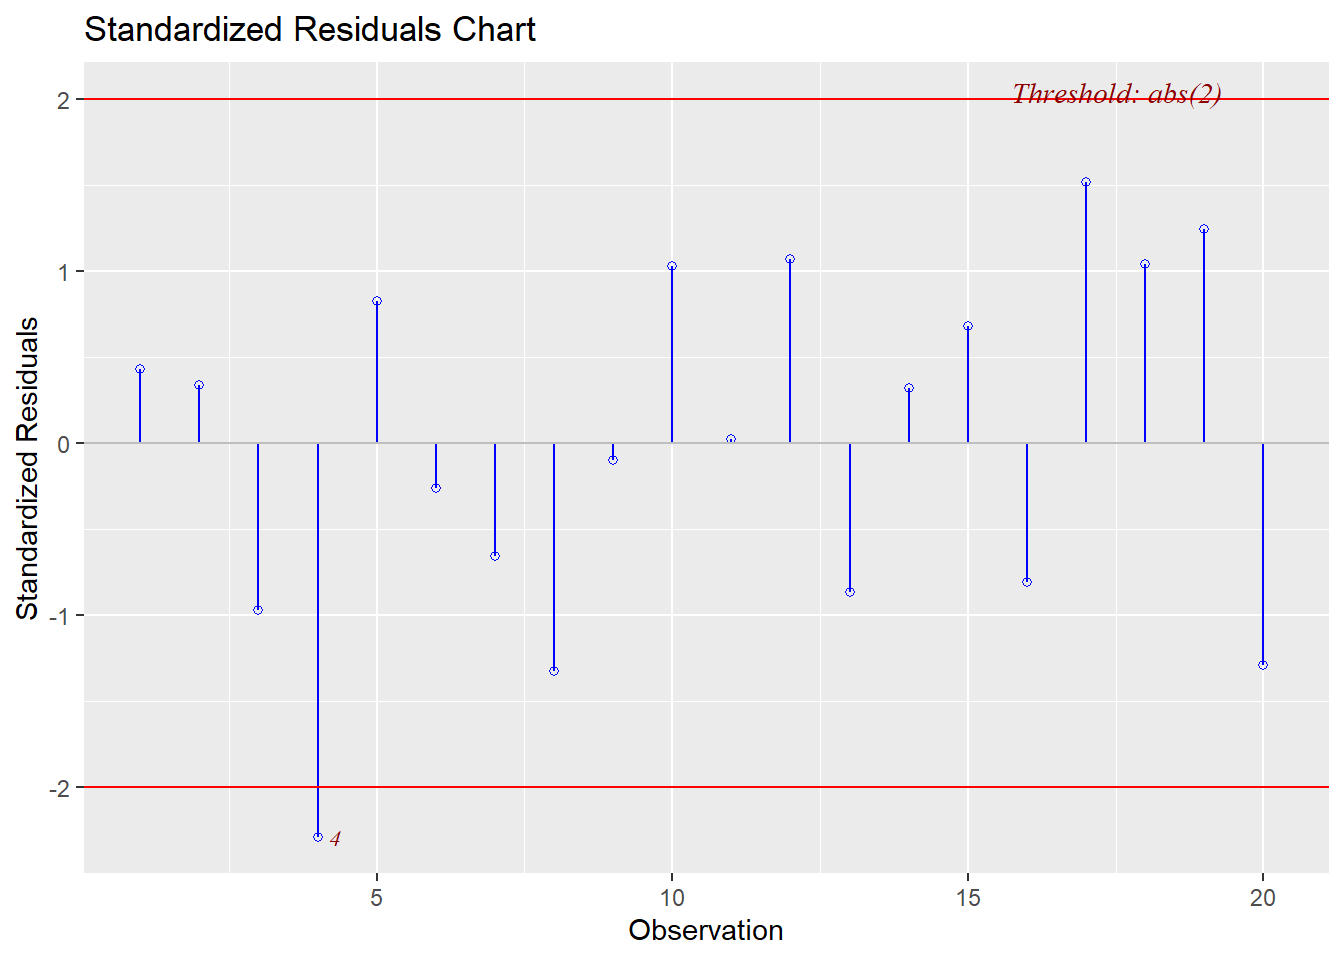 Standardized Residuals Chart
Threshold: abs(2)
2
1
0
-1
-2
Standardized Residuals
4
5
10
15
20
Observation